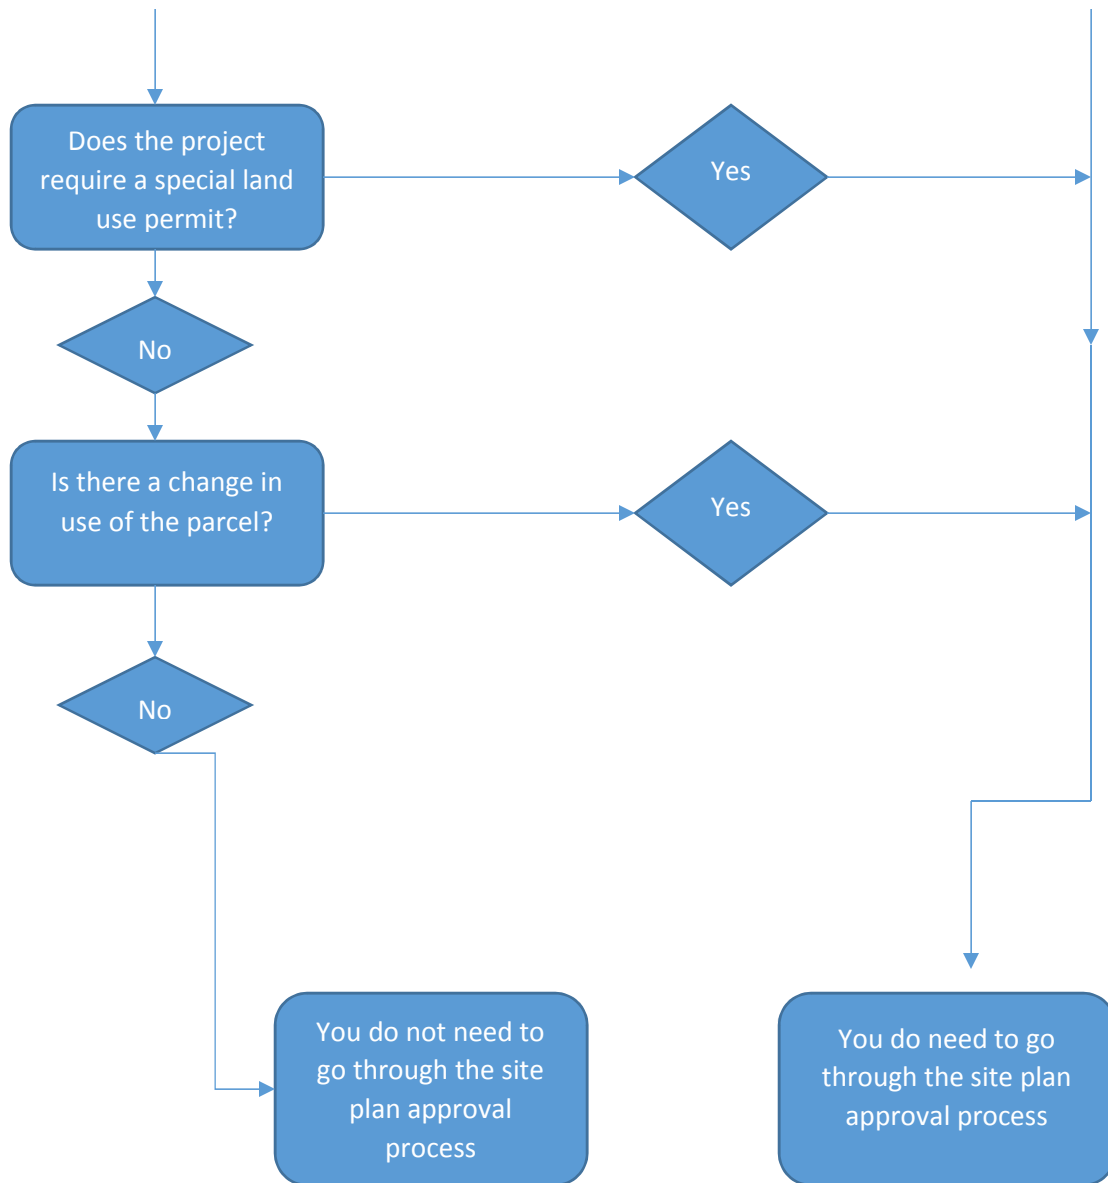 Does the project
require a special land
use permit?
Yes
No
Is there a change in
use of the parcel?
Yes
No
You do not need to
go through the site
plan approval
process
You do need to go
through the site plan
approval process